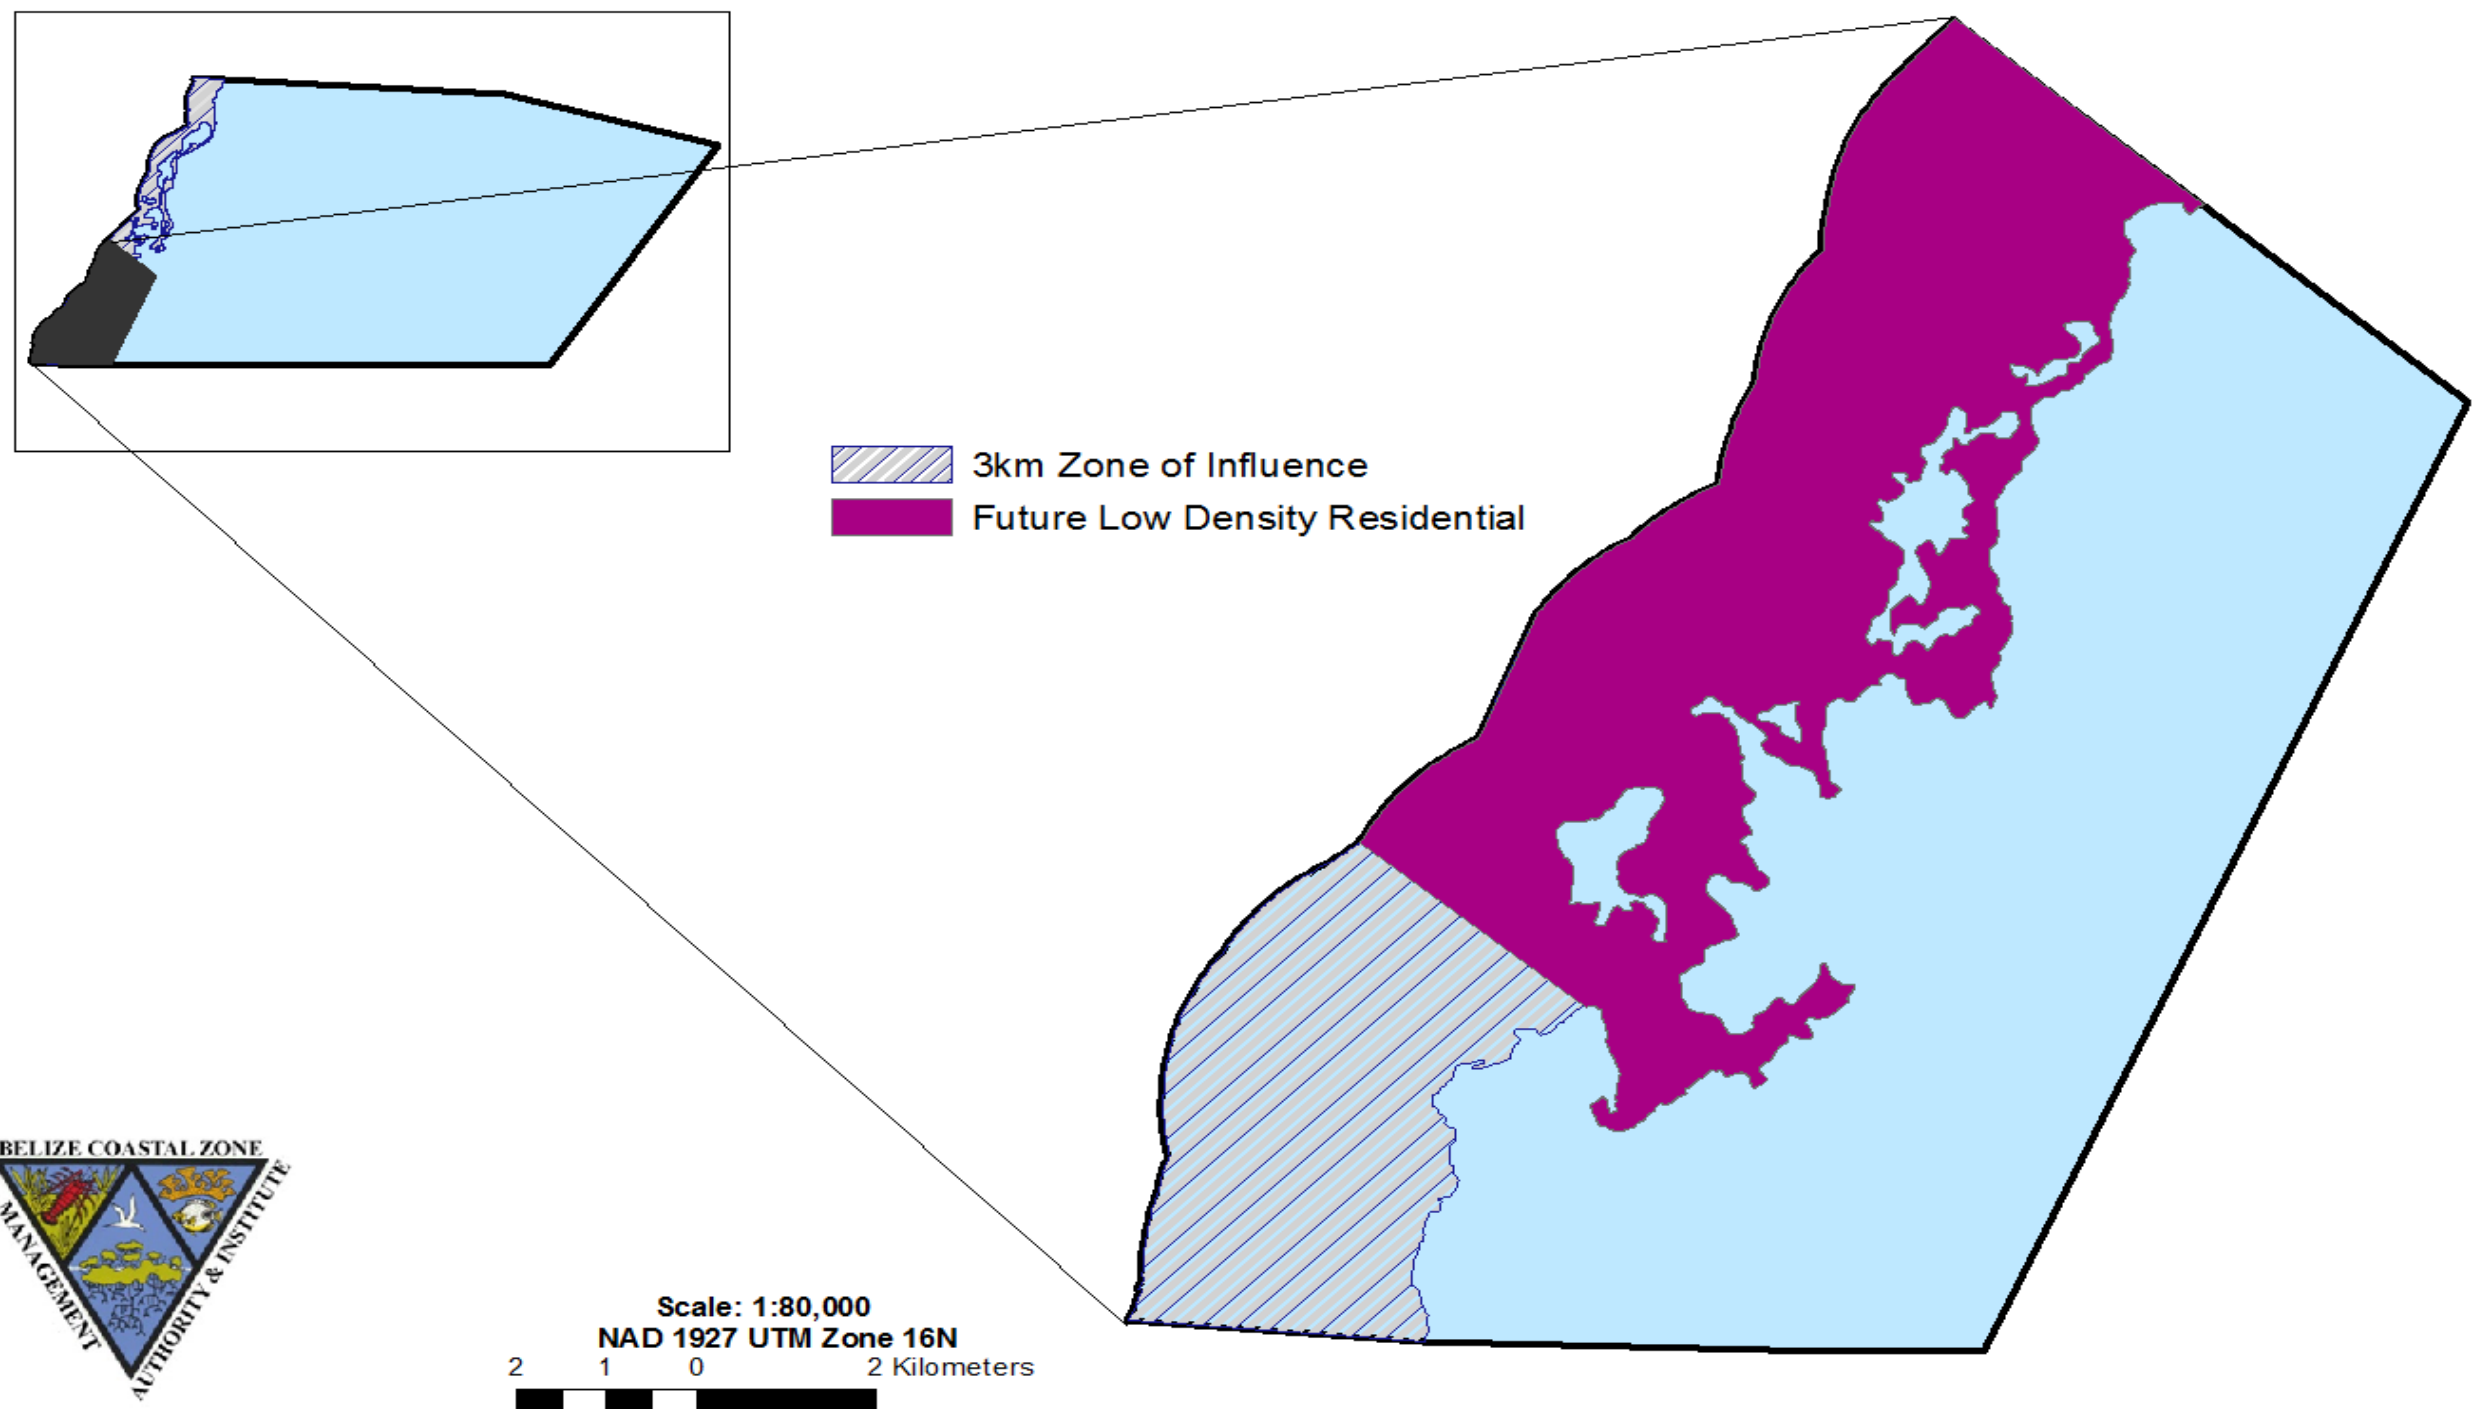 3km Zone of Influence
Future Low Density Residential
BELIZE COASTAL ZONE
MANAGEMENT
AUTHORITY & INSTITUTE
Scale: 1:80,000
NAD 1927 UTM Zone 16N
2 1 0 2 Kilometers